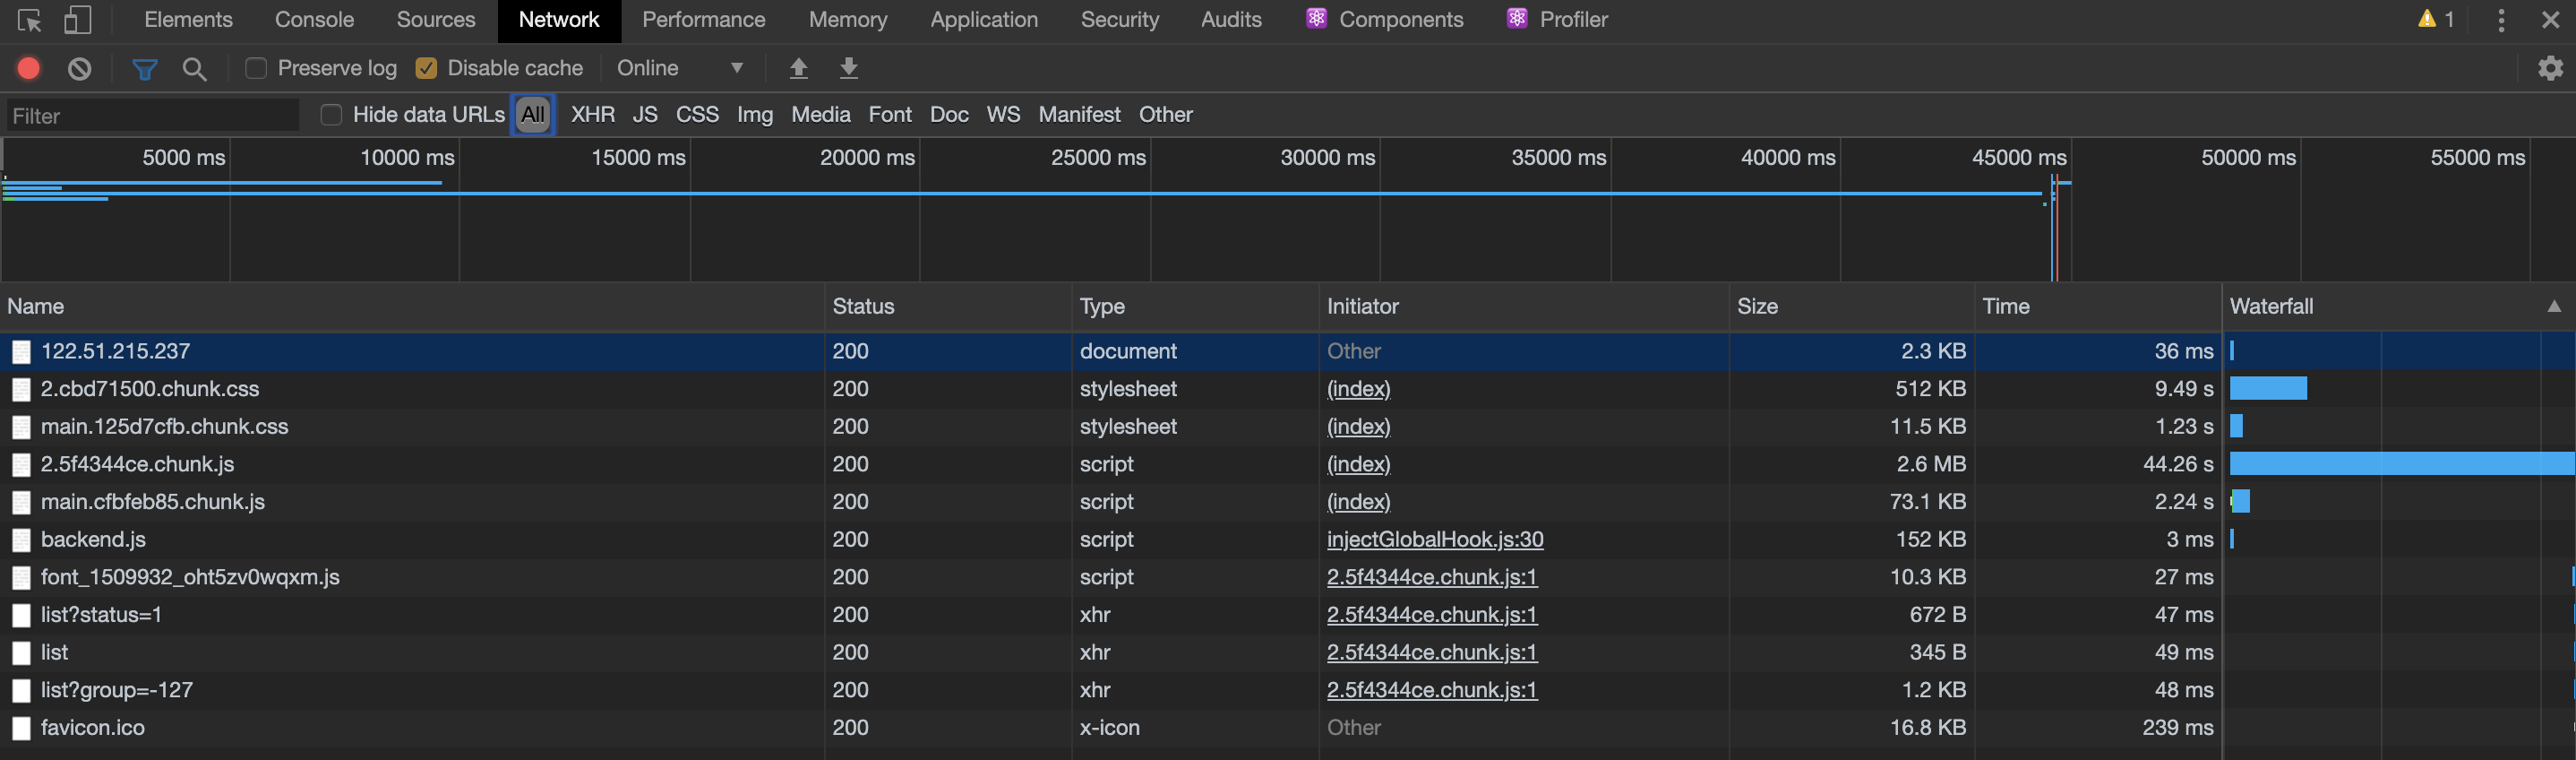 Elements Console Sources Network Performance Memory Application Security Audits Components Profiler 1
Preserve log Disable cache Online
Filter Hide data URLs All XHR JS CSS Img Media Font Doc WS Manifest Other
5000 ms 10000 ms 15000 ms 20000 ms 25000 ms 30000 ms 35000 ms 40000 ms 45000 ms 50000 ms 55000 ms
Name Status Type Initiator Size Time Waterfall
122.51.215.237 200 document Other 2.3 KB 36 ms
2.cbd71500.chunk.css 200 stylesheet (index) 512 KB 9.49 s
main.125d7cfb.chunk.css 200 stylesheet (index) 11.5 KB 1.23 s
2.5f4344ce.chunk.js 200 script (index) 2.6 MB 44.26 s
main.cfbfeb85.chunk.js 200 script (index) 73.1 KB 2.24 s
backend.js 200 script injectGlobalHook.js:30 152 KB 3 ms
font_1509932_oht5zv0wqxm.js 200 script 2.5f4344ce.chunk.js:1 10.3 KB 27 ms
list?status=1 200 xhr 2.5f4344ce.chunk.js:1 672 B 47 ms
list 200 xhr 2.5f4344ce.chunk.js:1 345 B 49 ms
list?group=-127 200 xhr 2.5f4344ce.chunk.js:1 1.2 KB 48 ms
favicon.ico 200 x-icon Other 16.8 KB 239 ms